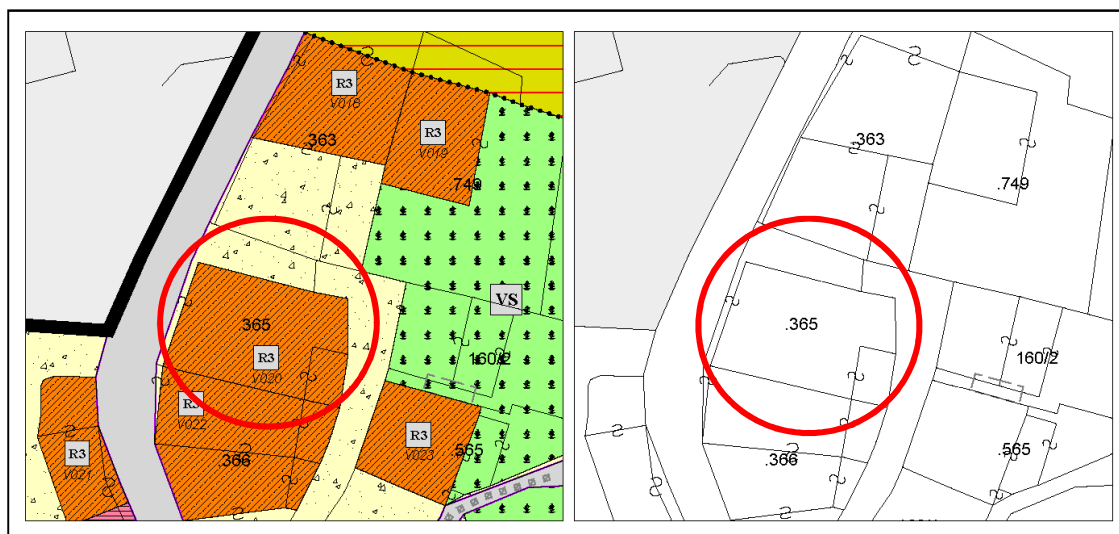 R3
V018
.363
R3
V019
.749
VS
.365
R3
V020
160/2
R3
V022
R3
V021
.366
R3
V023
.565
.363
.749
.365
160/2
.366
.565